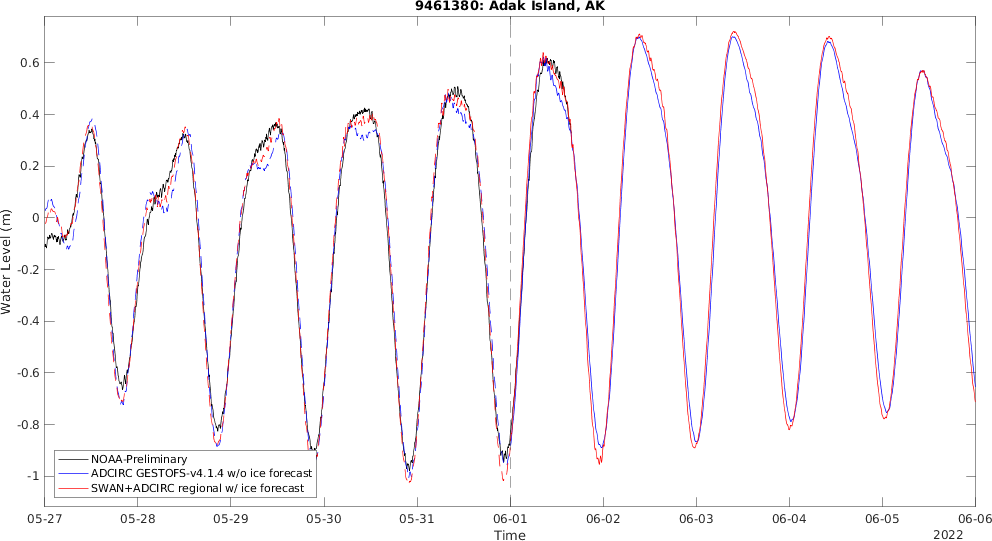 9461380: Adak Island, AK
Water Level (m)
0.6
0.4
0.2
0
-0.2
-0.4
-0.6
-0.8
-1
NOAA-Preliminary
ADCIRC GESTOFS-v4.1.4 w/o ice forecast
SWAN+ADCIRC regional w/ ice forecast
05-27 05-28 05-29 05-30 05-31 06-01 06-02 06-03 06-04 06-05 06-06
Time
2022